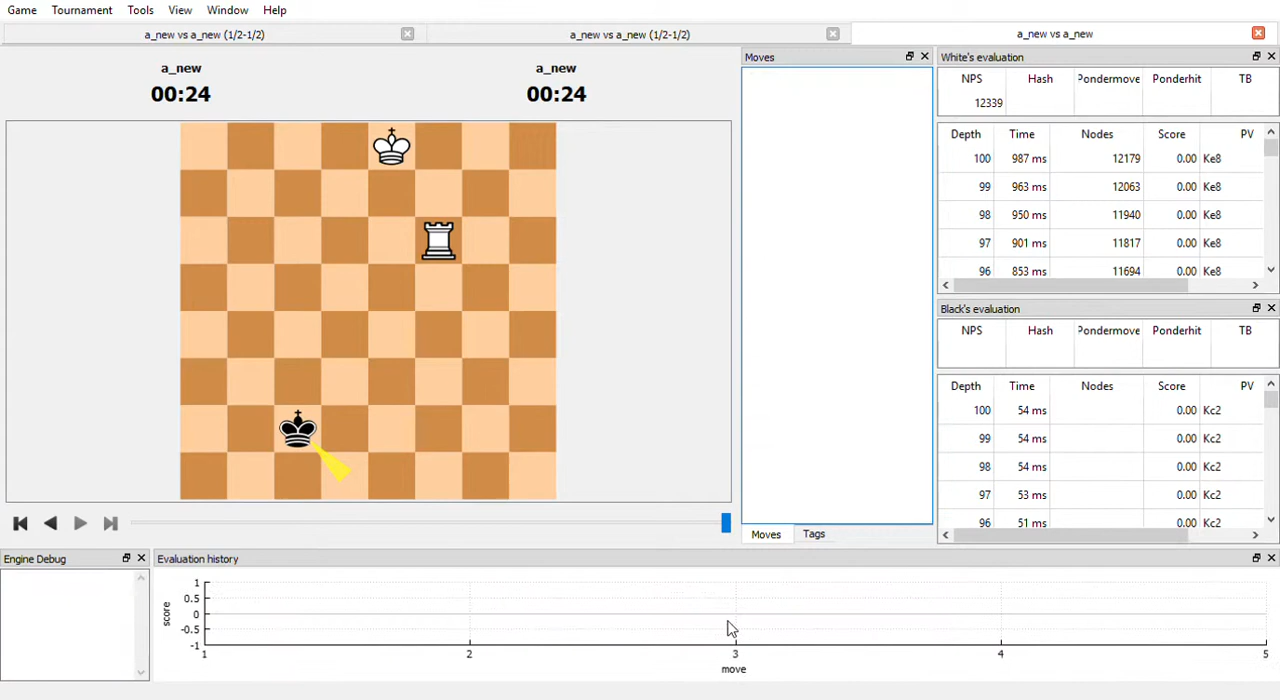 Game Tournament Tools View Window Help
a_new vs a_new (1/2-1/2) a_new vs a_new (1/2-1/2) a_new vs a_new
a_new a_new
00:24 00:24
Moves
Moves Tags
White's evaluation
NPS Hash Pondermove Ponderhit TB
12339
Depth Time Nodes Score PV
100 987 ms 12179 0.00 Ke8
99 963 ms 12063 0.00 Ke8
98 950 ms 11940 0.00 Ke8
97 901 ms 11817 0.00 Ke8
96 853 ms 11694 0.00 Ke8
Black's evaluation
NPS Hash Pondermove Ponderhit TB
Depth Time Nodes Score PV
100 54 ms 0.00 Kc2
99 54 ms 0.00 Kc2
98 54 ms 0.00 Kc2
97 53 ms 0.00 Kc2
96 51 ms 0.00 Kc2
Engine Debug
Evaluation history
score
1
0.5
0
-0.5
-1
1 2 3 4 5
move